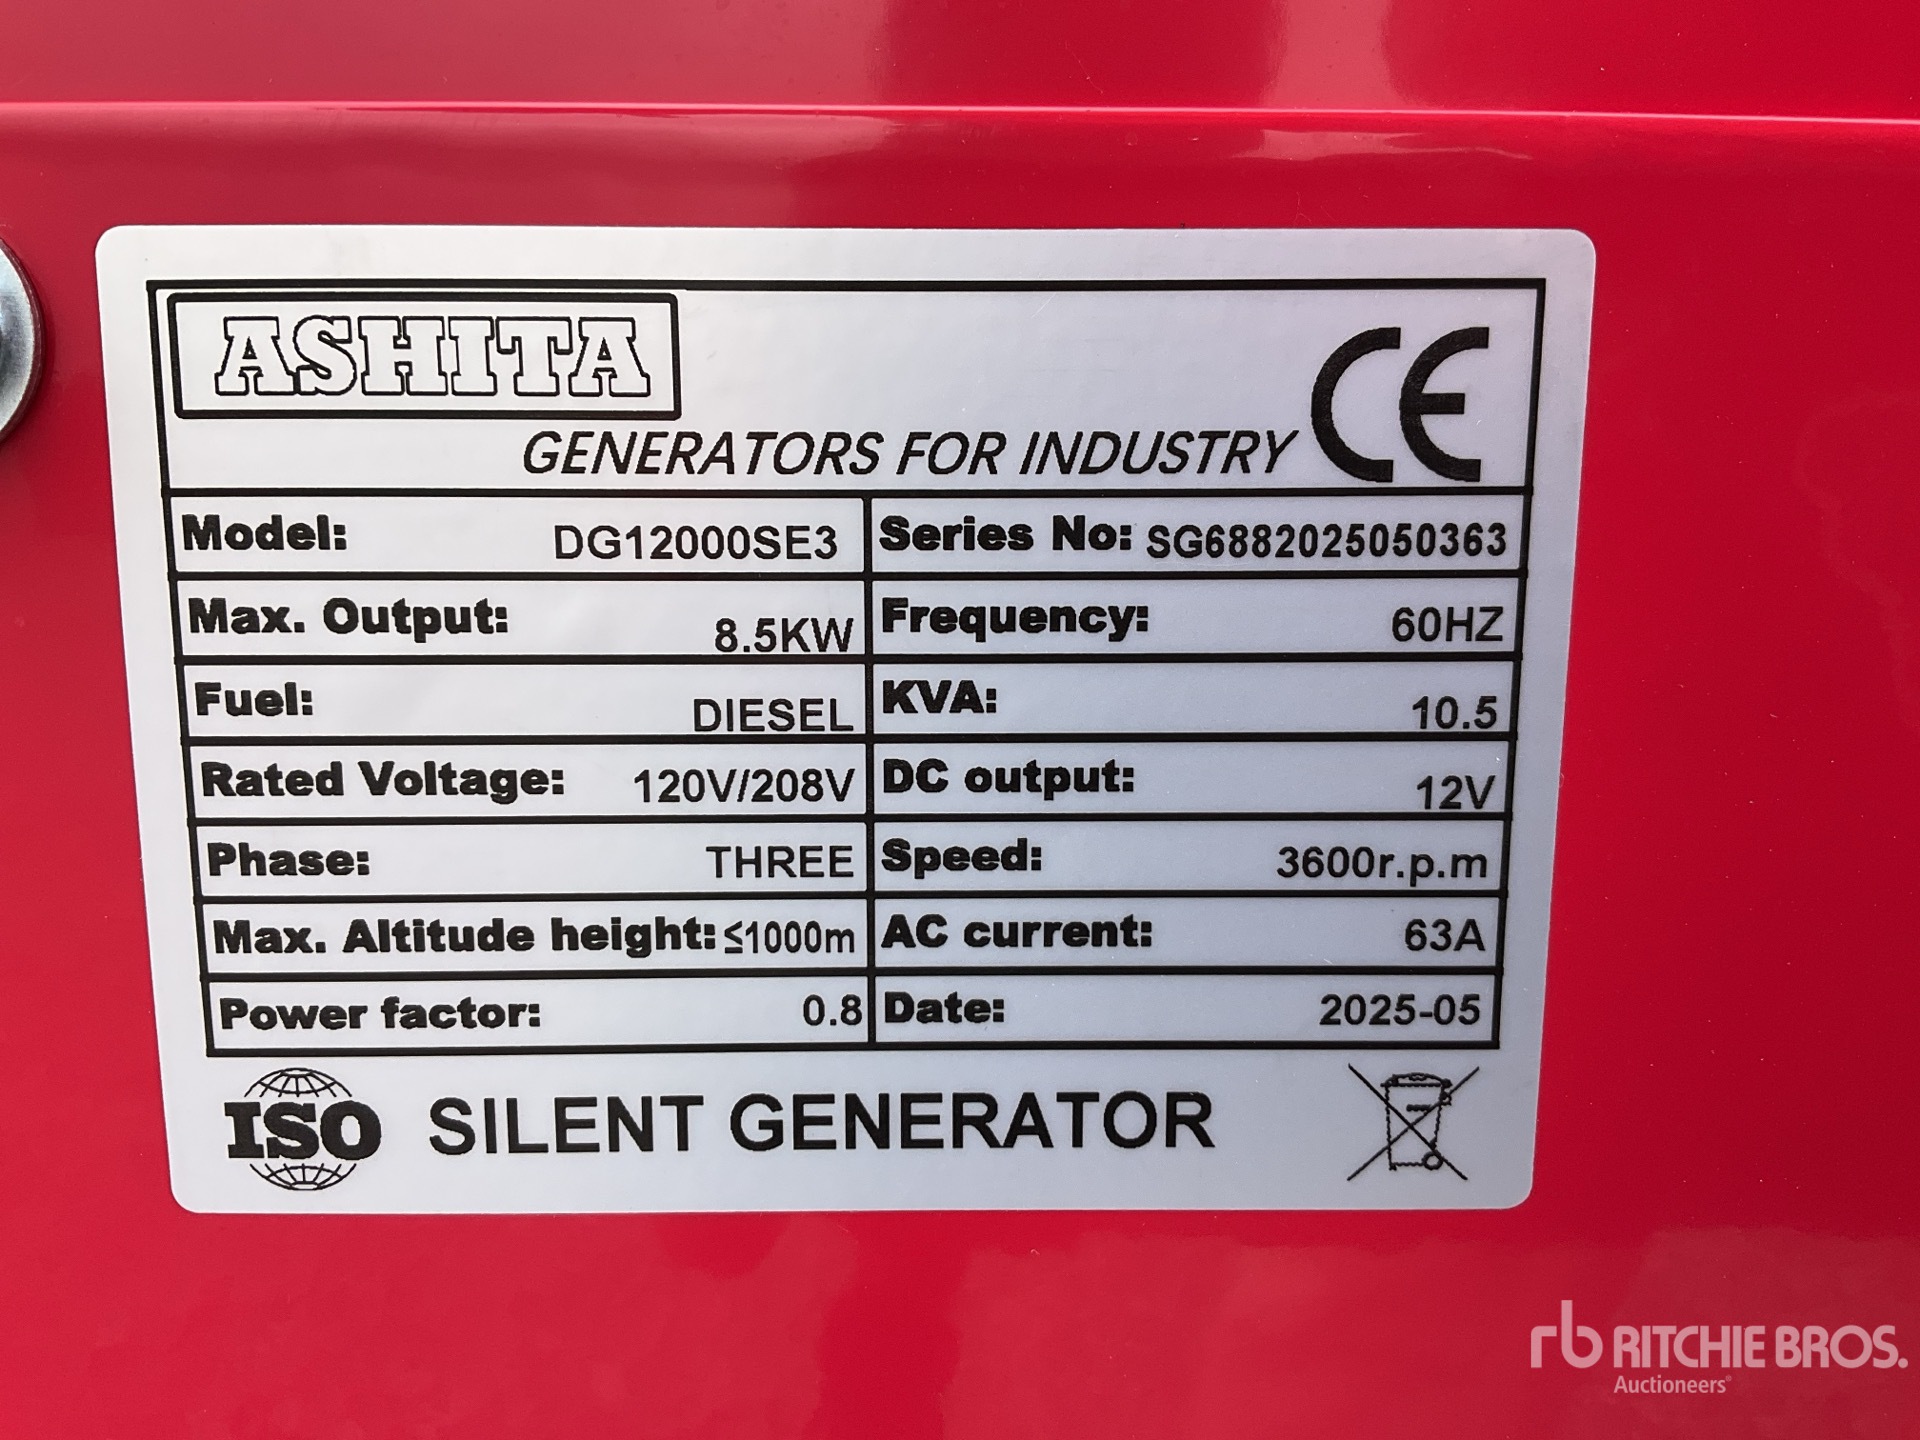 ASHITA
GENERATORS FOR INDUSTRY CE
Model: DG12000SE3 Series No: SG6882025050363
Max. Output: 8.5KW Frequency: 60HZ
Fuel: DIESEL KVA: 10.5
Rated Voltage: 120V/208V DC output: 12V
Phase: THREE Speed: 3600r.p.m
Max. Altitude height: ≤1000m AC current: 63A
Power factor: 0.8 Date: 2025-05
ISO SILENT GENERATOR
rb RITCHIE BROS.
Auctioneers®